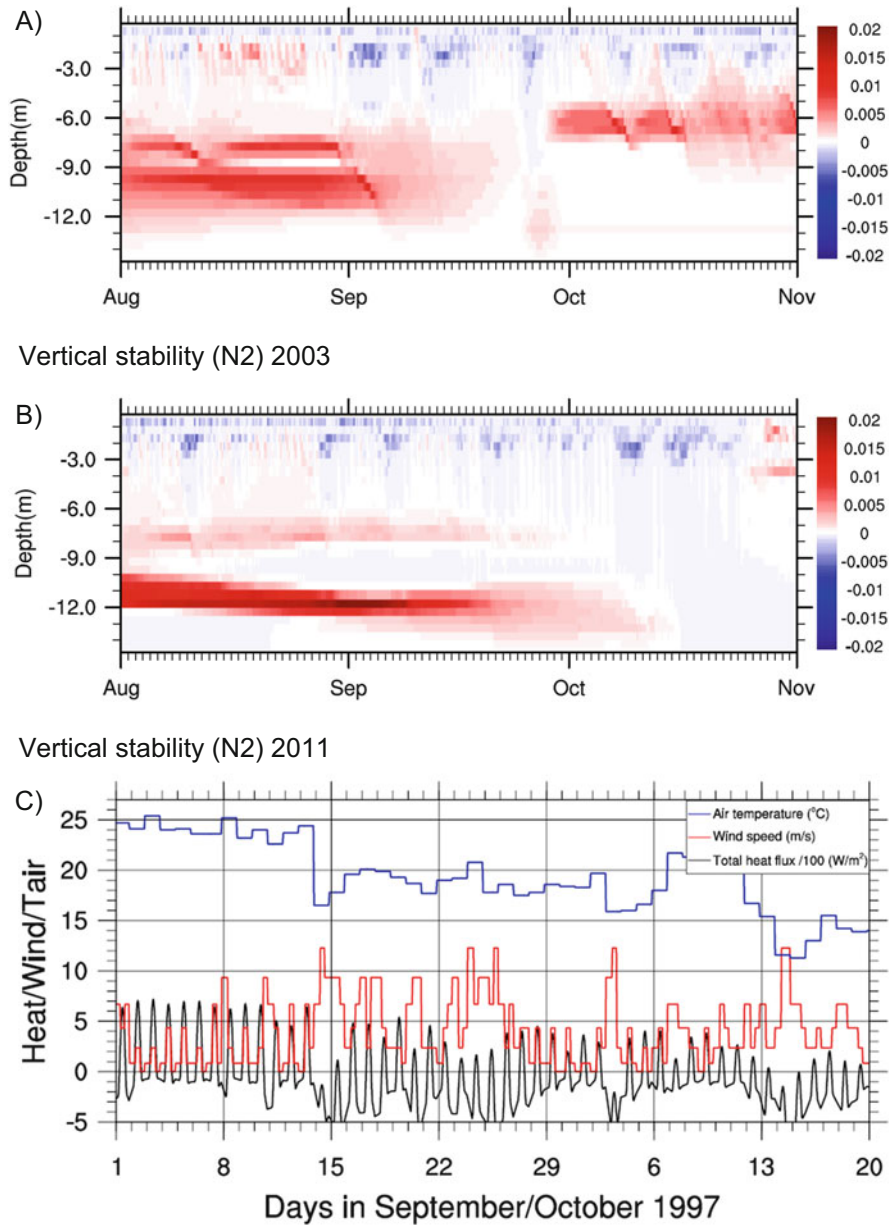 A)
Depth(m)
-3.0
-6.0
-9.0
-12.0
Aug
Sep
Oct
Nov
0.02
0.015
0.01
0.005
0
-0.005
-0.01
-0.015
-0.02
Vertical stability (N2) 2003
B)
Depth(m)
-3.0
-6.0
-9.0
-12.0
Aug
Sep
Oct
Nov
0.02
0.015
0.01
0.005
0
-0.005
-0.01
-0.015
-0.02
Vertical stability (N2) 2011
C)
Heat/Wind/Tair
25
20
15
10
5
0
-5
Air temperature (⁰C)
Wind speed (m/s)
Total heat flux /100 (W/m²)
1
8
15
22
29
6
13
20
Days in September/October 1997